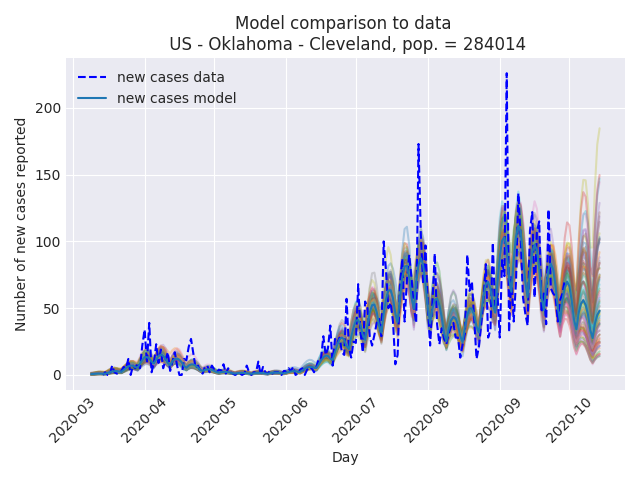 Model comparison to data
US - Oklahoma - Cleveland, pop. = 284014
new cases data
new cases model
Number of new cases reported
200
150
100
50
0
2020-03
2020-04
2020-05
2020-06
2020-07
2020-08
2020-09
2020-10
Day